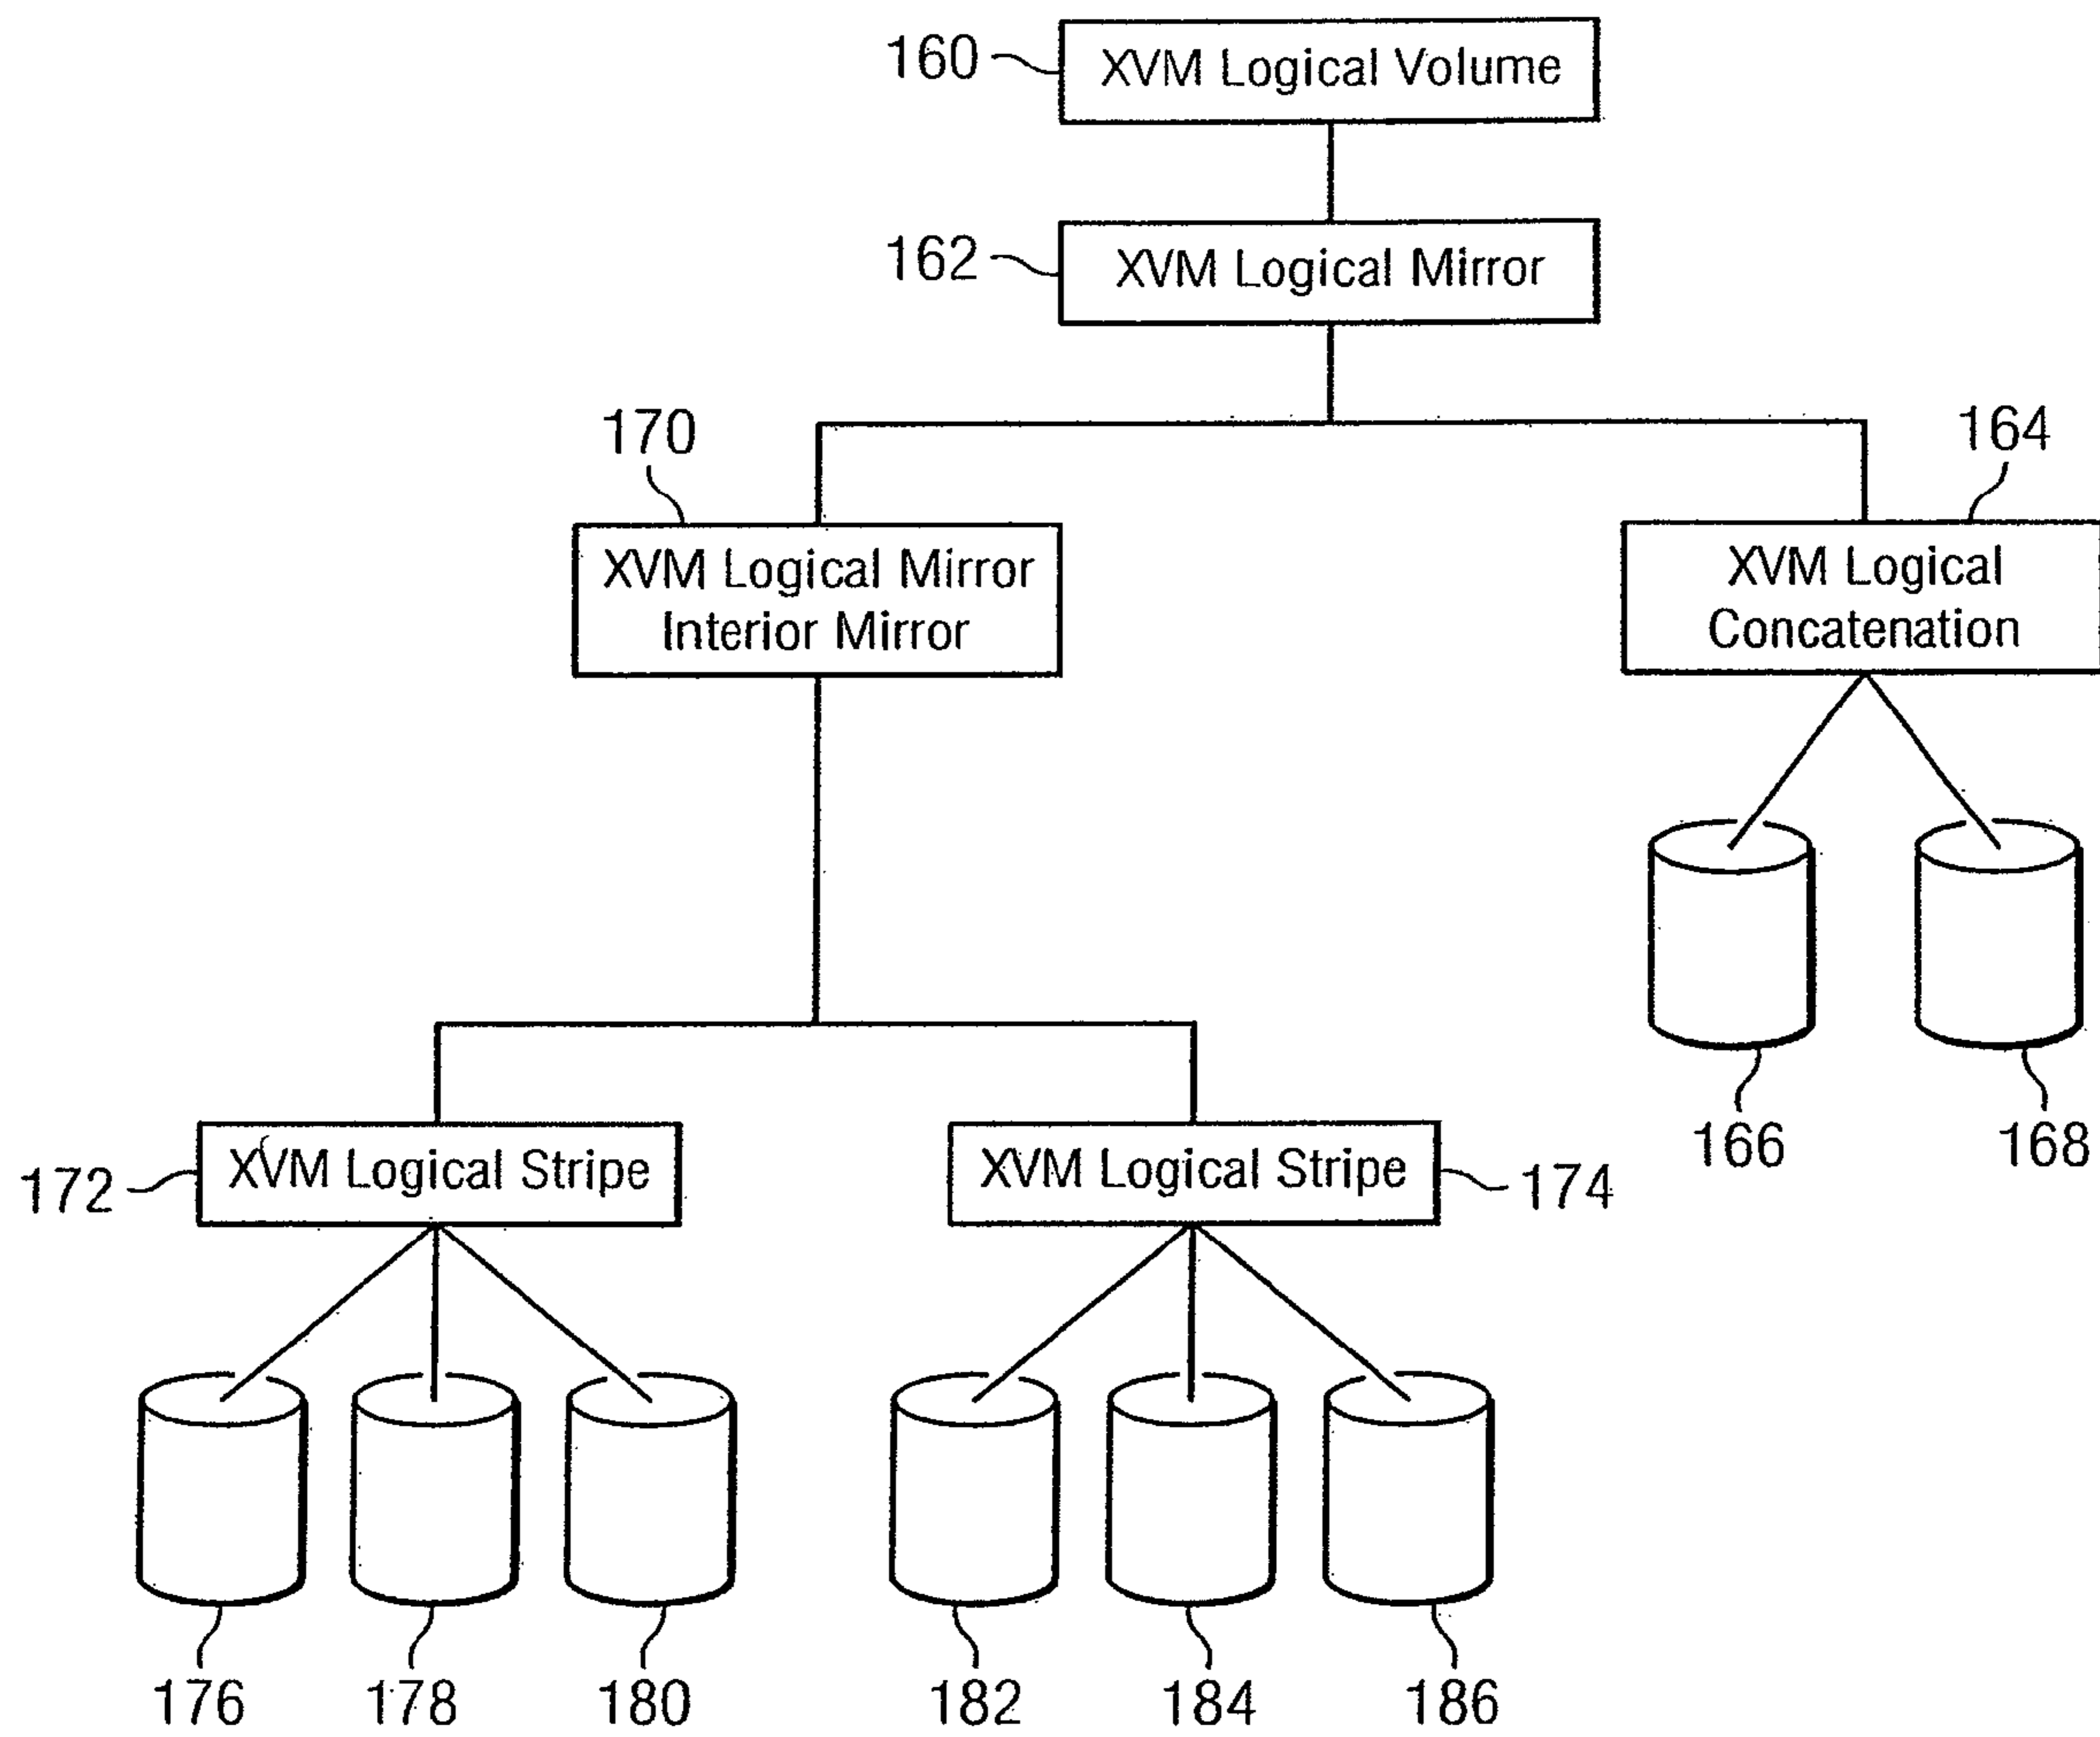 160
XVM Logical Volume
162
XVM Logical Mirror
170
164
XVM Logical Mirror
Interior Mirror
XVM Logical
Concatenation
166
168
172
XVM Logical Stripe
XVM Logical Stripe
174
176
178
180
182
184
186